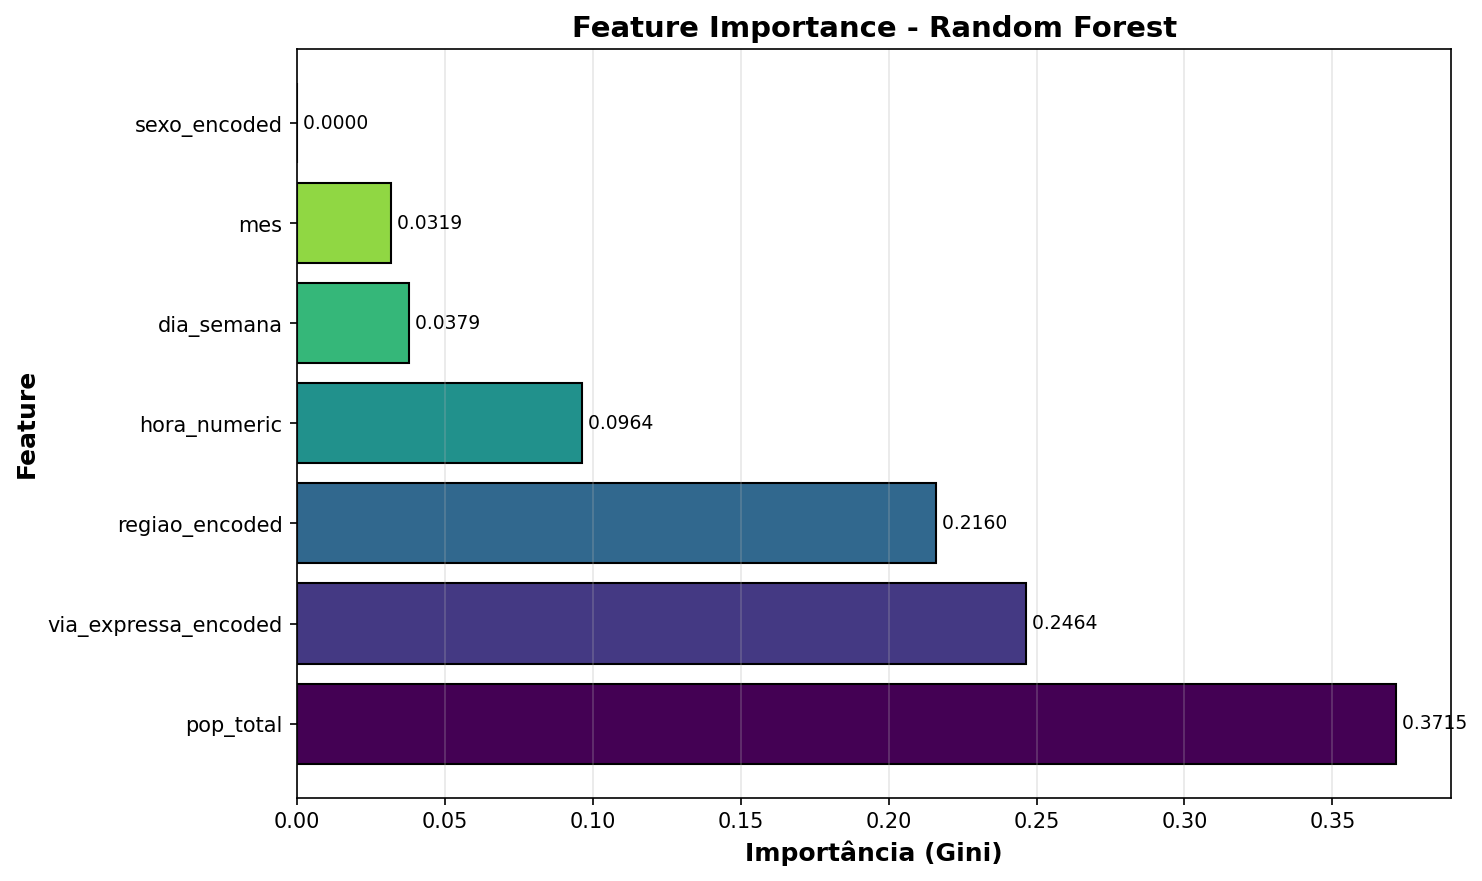 Feature Importance - Random Forest
sexo_encoded 0.0000
mes 0.0319
dia_semana 0.0379
hora_numeric 0.0964
regiao_encoded 0.2160
via_expressa_encoded 0.2464
pop_total 0.3715
Feature
0.00 0.05 0.10 0.15 0.20 0.25 0.30 0.35
Importância (Gini)